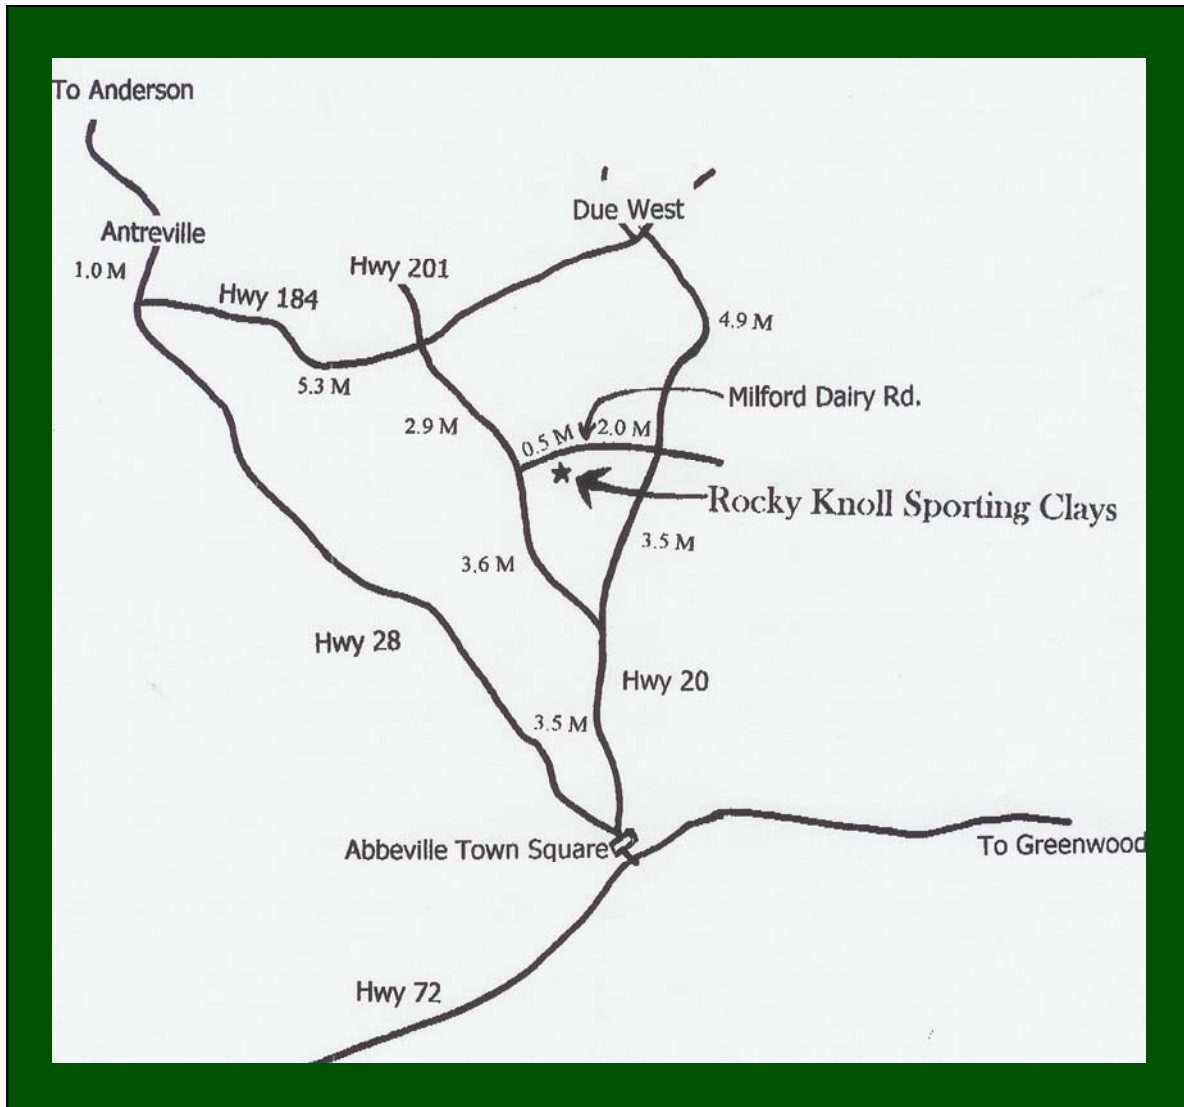 To Anderson
Due West
Antreville
Hwy 201
1.0 M
Hwy 184
4.9 M
5.3 M
Milford Dairy Rd.
2.9 M
0.5 M
2.0 M
Rocky Knoll Sporting Clays
3.5 M
3.6 M
Hwy 28
Hwy 20
3.5 M
Abbeville Town Square
To Greenwood
Hwy 72